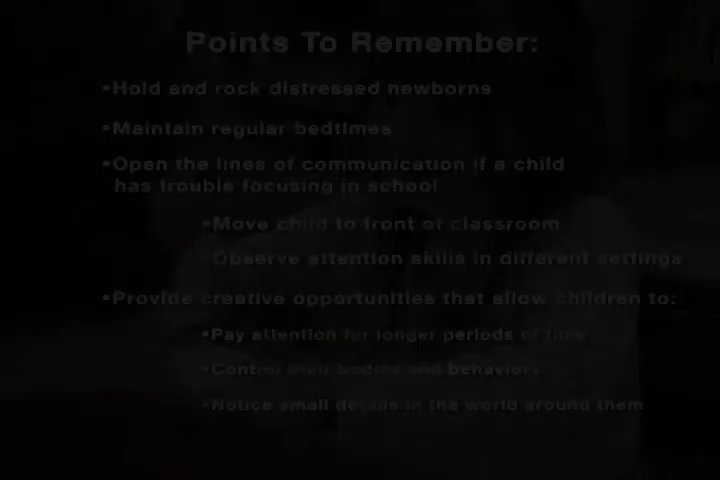 Points To Remember:
•Hold and rock distressed newborns
•Maintain regular bedtimes
•Open the lines of communication if a child
has trouble focusing in school
•Move child to front of classroom
•Observe attention skills in different settings
•Provide creative opportunities that allow children to:
•Pay attention for longer periods of time
•Control their bodies and behaviors
•Notice small details in the world around them